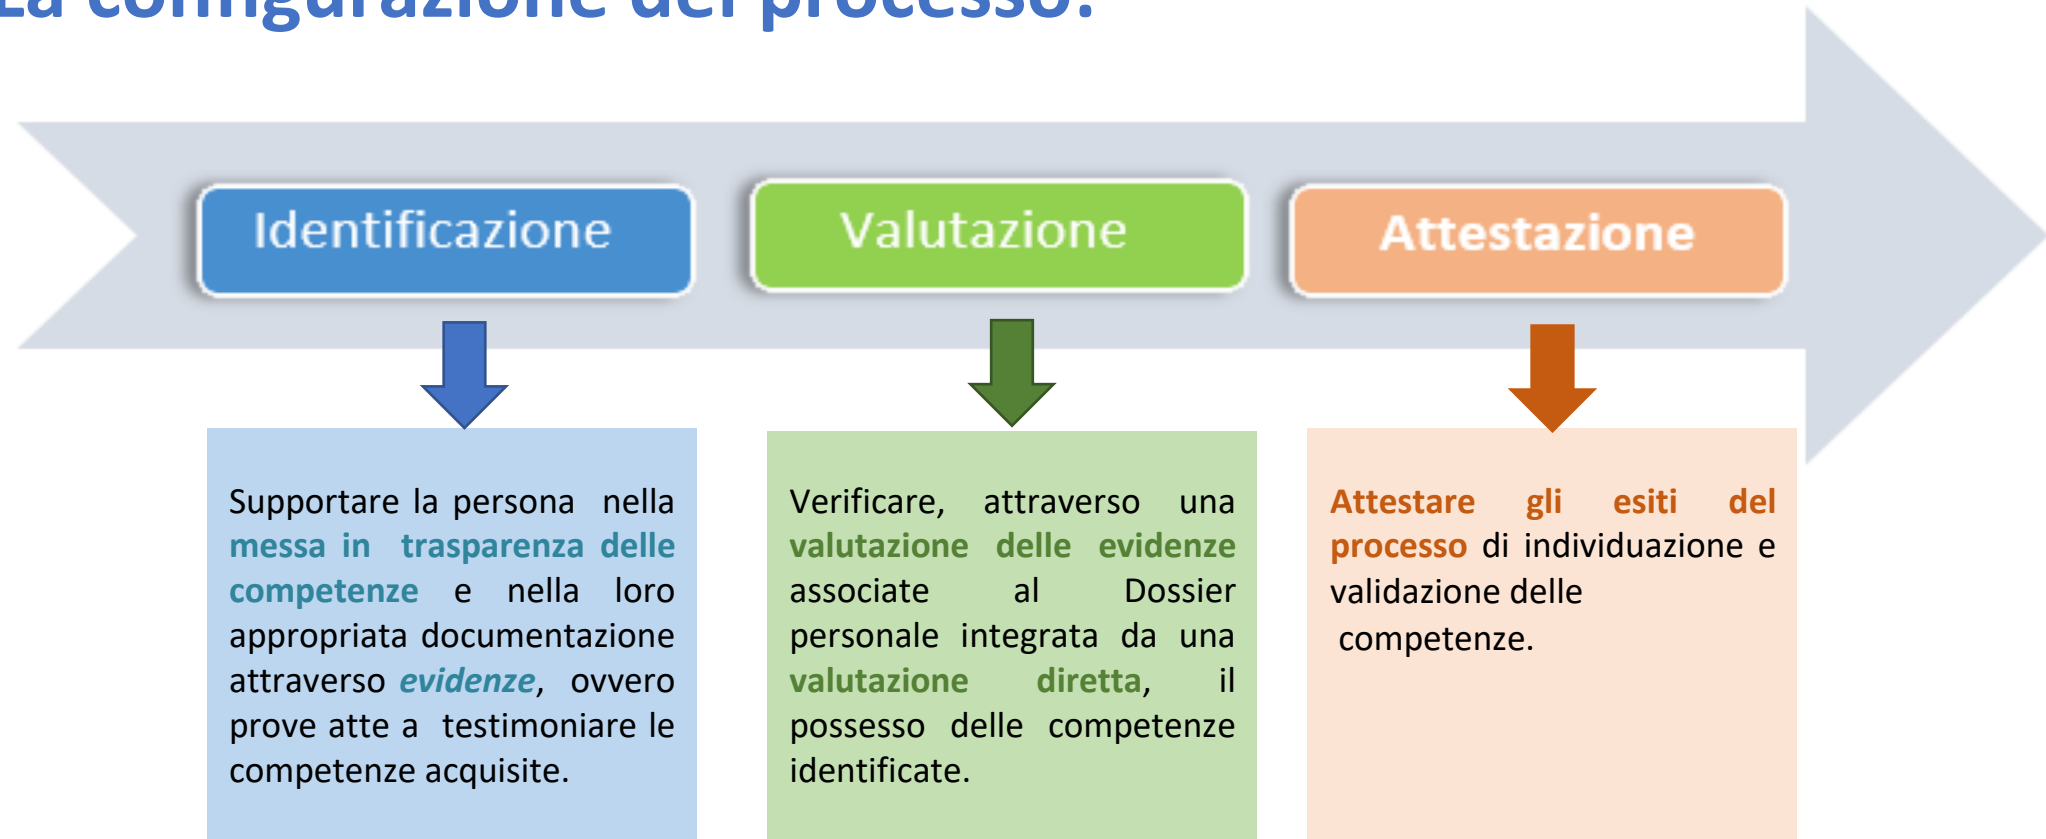 La configurazione del processo:
Identificazione
Valutazione
Attestazione
Supportare la persona nella
messa in trasparenza delle
competenze e nella loro
appropriata documentazione
attraverso evidenze, ovvero
prove atte a testimoniare le
competenze acquisite.
Verificare, attraverso una
valutazione delle evidenze
associate al Dossier
personale integrata da una
valutazione diretta, il
possesso delle competenze
identificate.
Attestare gli esiti del
processo di individuazione e
validazione delle
competenze.